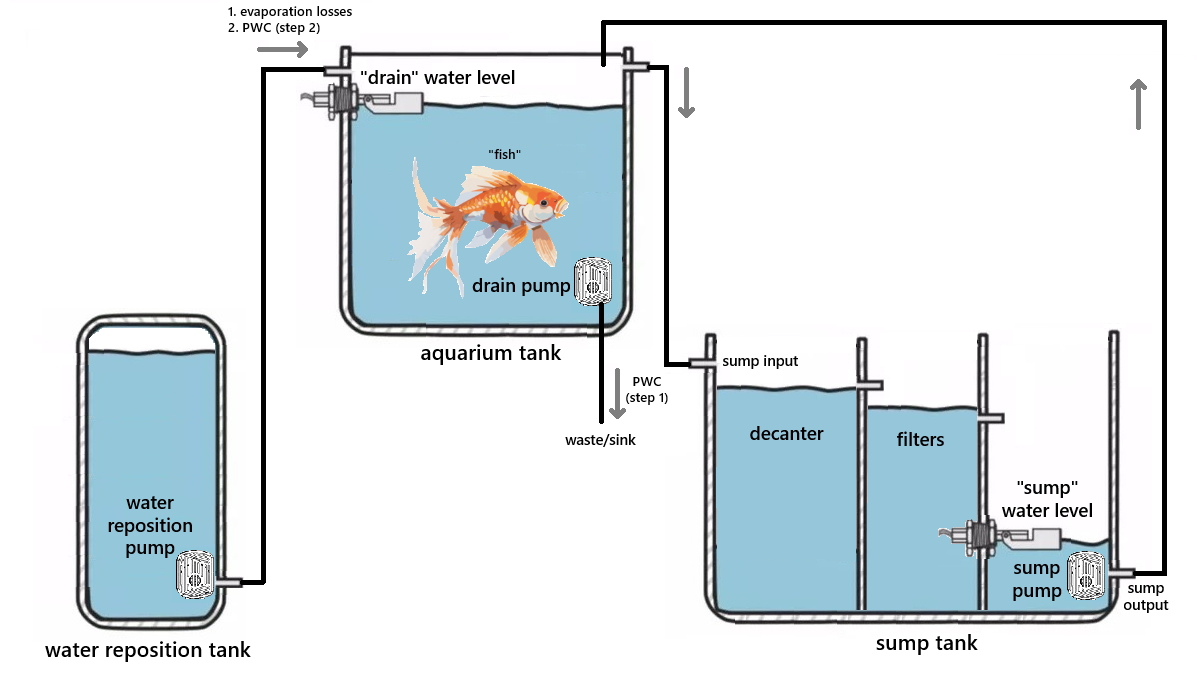 1. evaporation losses
2. PWC (step 2)
"drain" water level
"fish"
drain pump
aquarium tank
PWC
(step 1)
waste/sink
sump input
decanter
filters
"sump"
water level
sump
pump
sump
output
sump tank
water
reposition
pump
water reposition tank